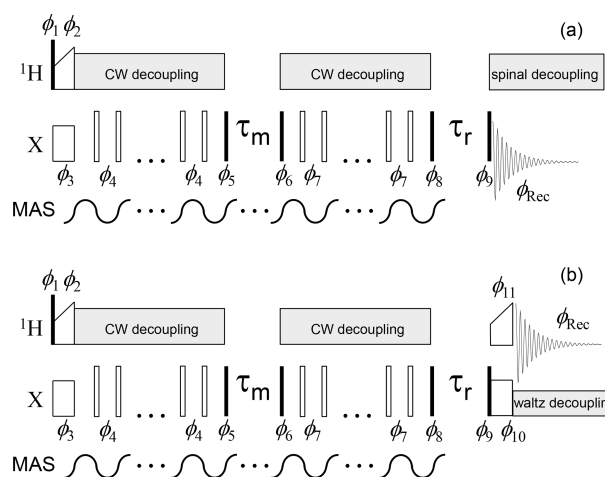 ϕ1 ϕ2 (a)
1H CW decoupling CW decoupling spinal decoupling
X τm τr
ϕ3 ϕ4 ϕ4 ϕ5 ϕ6 ϕ7 ϕ7 ϕ8 ϕ9 ϕRec
MAS
(b)
ϕ1 ϕ2 ϕ11 ϕRec
1H CW decoupling CW decoupling
X τm τr waltz decouplin
ϕ3 ϕ4 ϕ4 ϕ5 ϕ6 ϕ7 ϕ7 ϕ8 ϕ9 ϕ10
MAS